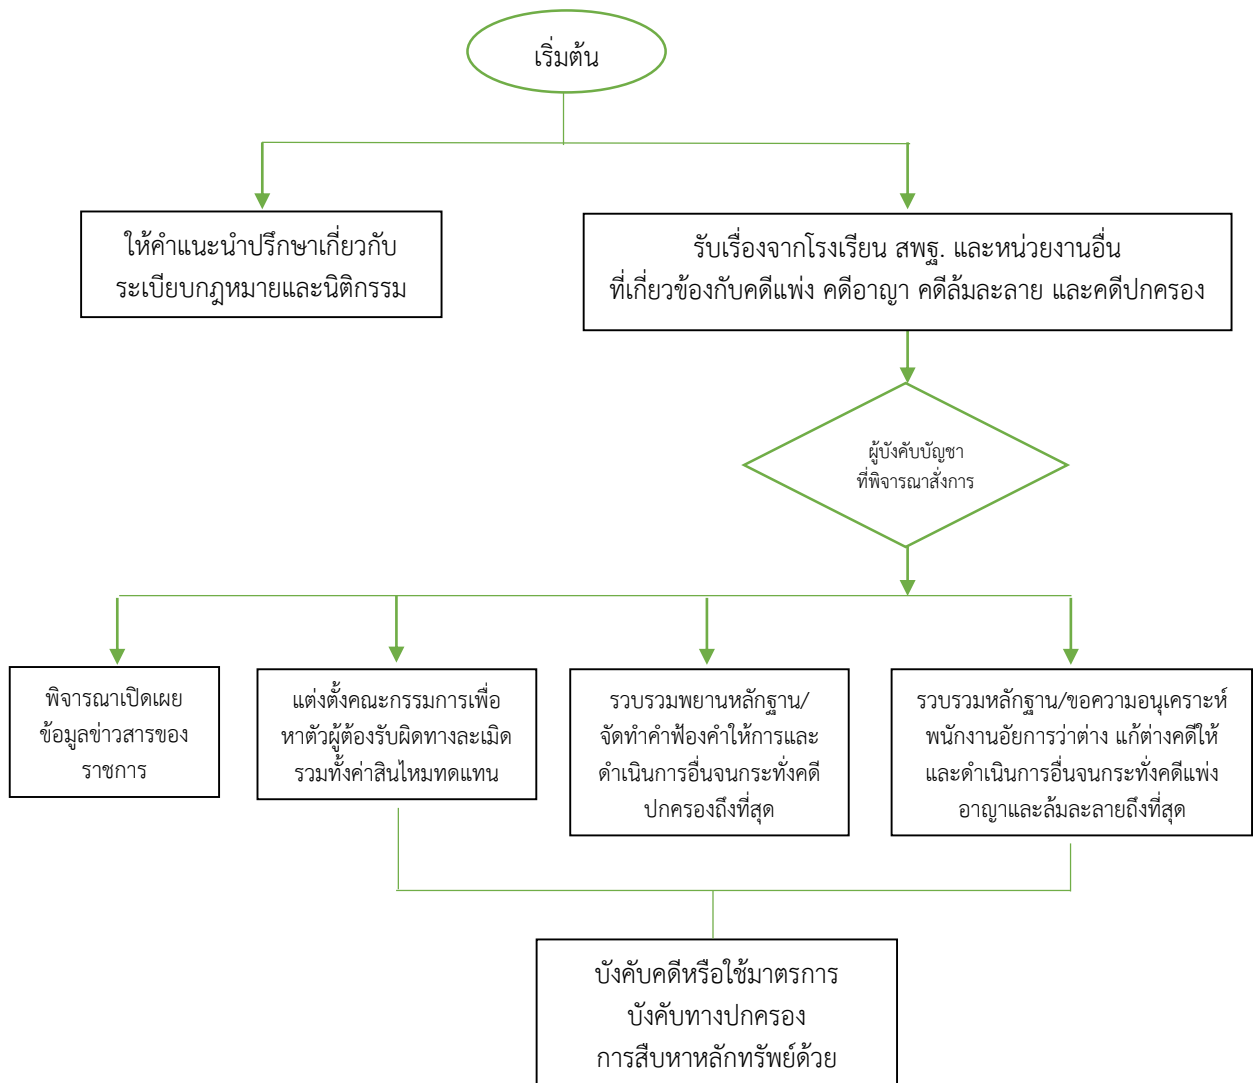 เริ่มต้น
ให้คำแนะนำปรึกษาเกี่ยวกับ
ระเบียบกฎหมายและนิติกรรม
รับเรื่องจากโรงเรียน สพฐ. และหน่วยงานอื่น
ที่เกี่ยวข้องกับคดีแพ่ง คดีอาญา คดีล้มละลาย และคดีปกครอง
ผู้บังคับบัญชา
ที่พิจารณาสั่งการ
พิจารณาเปิดเผย
ข้อมูลข่าวสารของ
ราชการ
แต่งตั้งคณะกรรมการเพื่อ
หาตัวผู้ต้องรับผิดทางละเมิด
รวมทั้งค่าสินไหมทดแทน
รวบรวมพยานหลักฐาน/
จัดทำคำฟ้องคำให้การและ
ดำเนินการอื่นจนกระทั่งคดี
ปกครองถึงที่สุด
รวบรวมหลักฐาน/ขอความอนุเคราะห์
พนักงานอัยการว่าต่าง แก้ต่างคดีให้
และดำเนินการอื่นจนกระทั่งคดีแพ่ง
อาญาและล้มละลายถึงที่สุด
บังคับคดีหรือใช้มาตรการ
บังคับทางปกครอง
การสืบหาหลักทรัพย์ด้วย